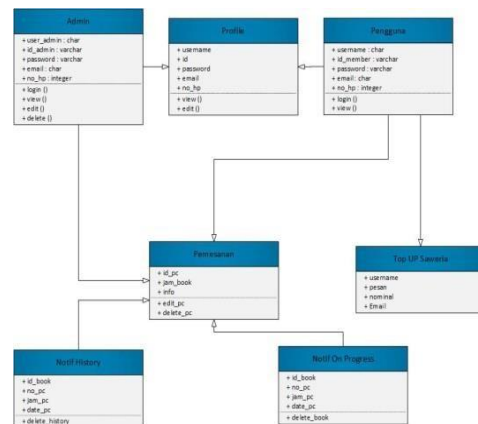 Admin
+ user_admin : char
+ id_admin : varchar
+ password : varchar
+ email : char
+ no_hp : integer
+ login ()
+ view ()
+ edit ()
+ delete ()
Profile
+ username
+ id
+ password
+ email
+ no_hp
+ view ()
+ edit ()
Pengguna
+ username : char
+ id_member : varchar
+ password : varchar
+ email : char
+ no_hp : integer
+ login ()
+ view ()
Pemesanan
+ id_pc
+ jam_book
+ info
+ edit_pc
+ delete_pc
Top UP
+ username
+ pesan
+ nominal
+ Email
Notif History
+ id_book
+ no_pc
+ jam_pc
+ date_pc
+ delete_history
Notif On Progress
+ id_book
+ no_pc
+ jam_pc
+ date_pc
+ delete_book